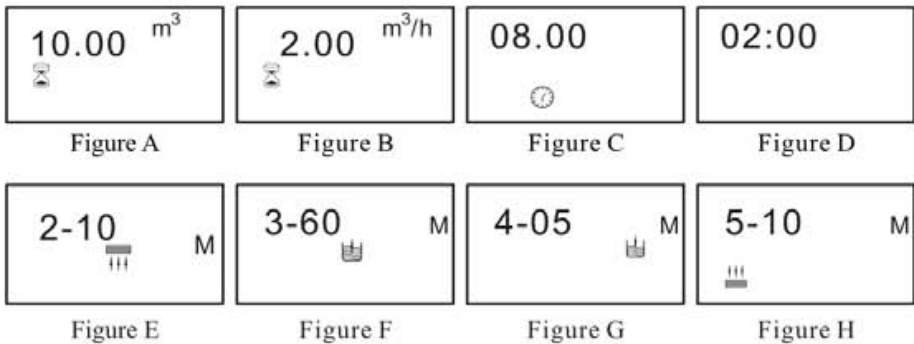 10.00 m³
2.00 m³/h
08.00
02:00
Figure A
Figure B
Figure C
Figure D
2-10 M
3-60 M
4-05 M
5-10 M
Figure E
Figure F
Figure G
Figure H